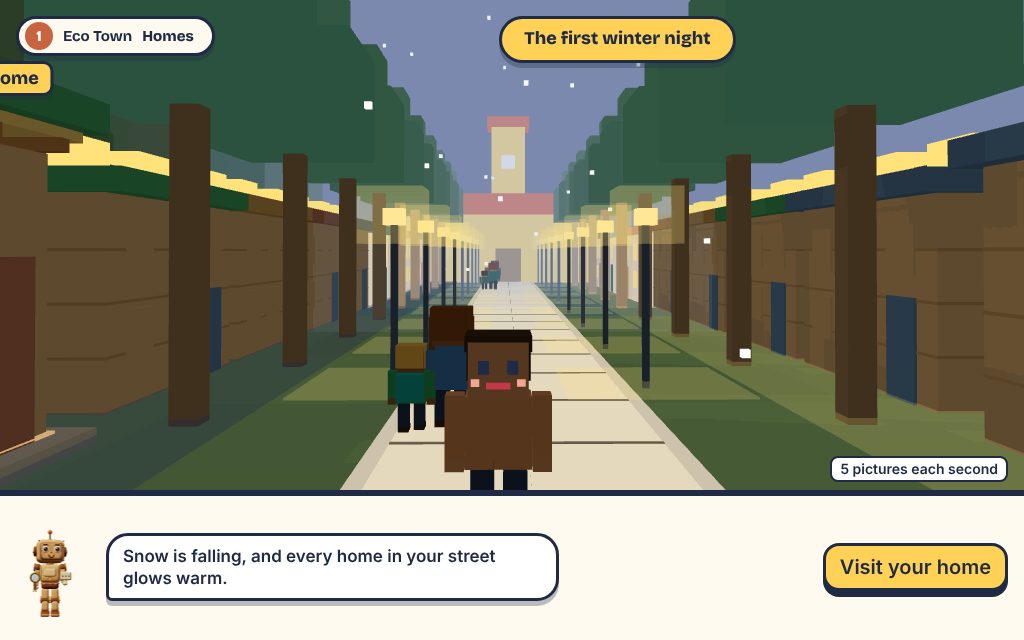 1 Eco Town Homes
The first winter night
ome
5 pictures each second
Snow is falling, and every home in your street
glows warm.
Visit your home